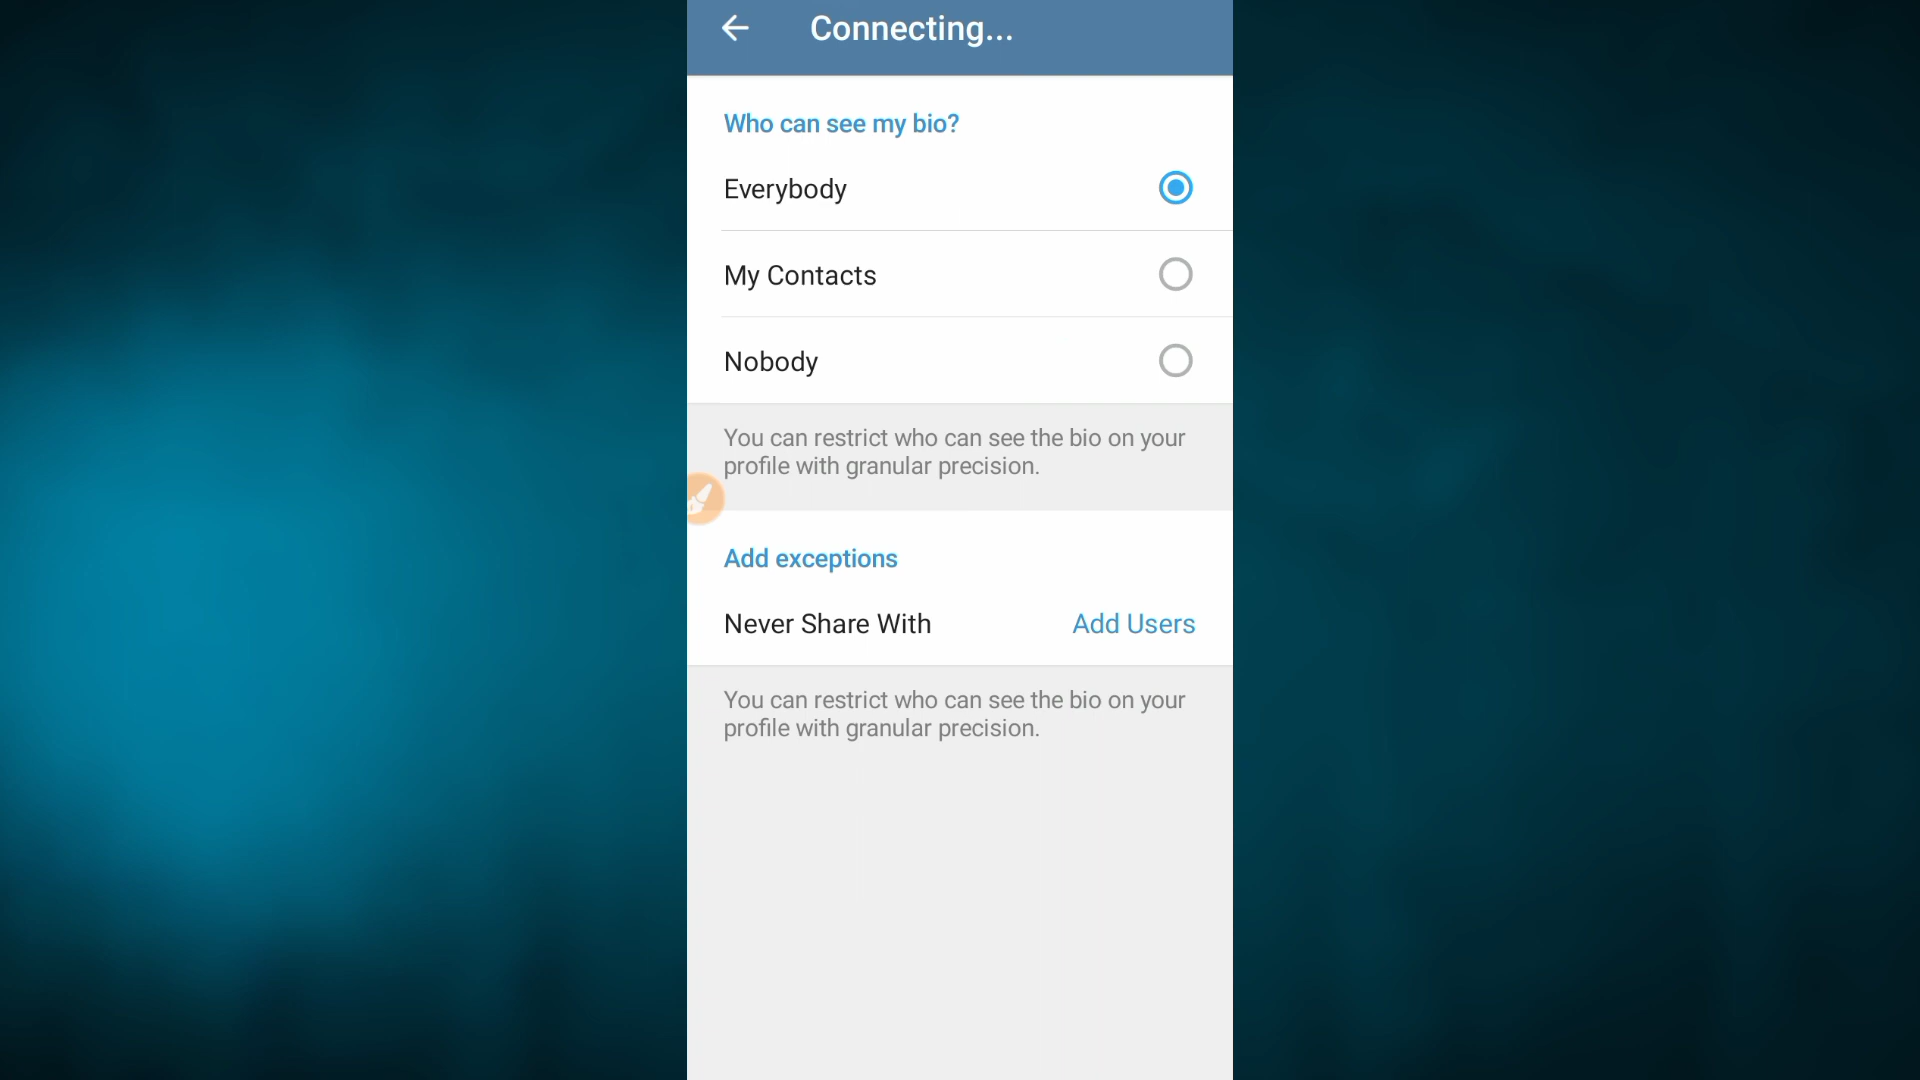 Connecting...
Who can see my bio?
Everybody
My Contacts
Nobody
You can restrict who can see the bio on your
profile with granular precision.
Add exceptions
Never Share With Add Users
You can restrict who can see the bio on your
profile with granular precision.